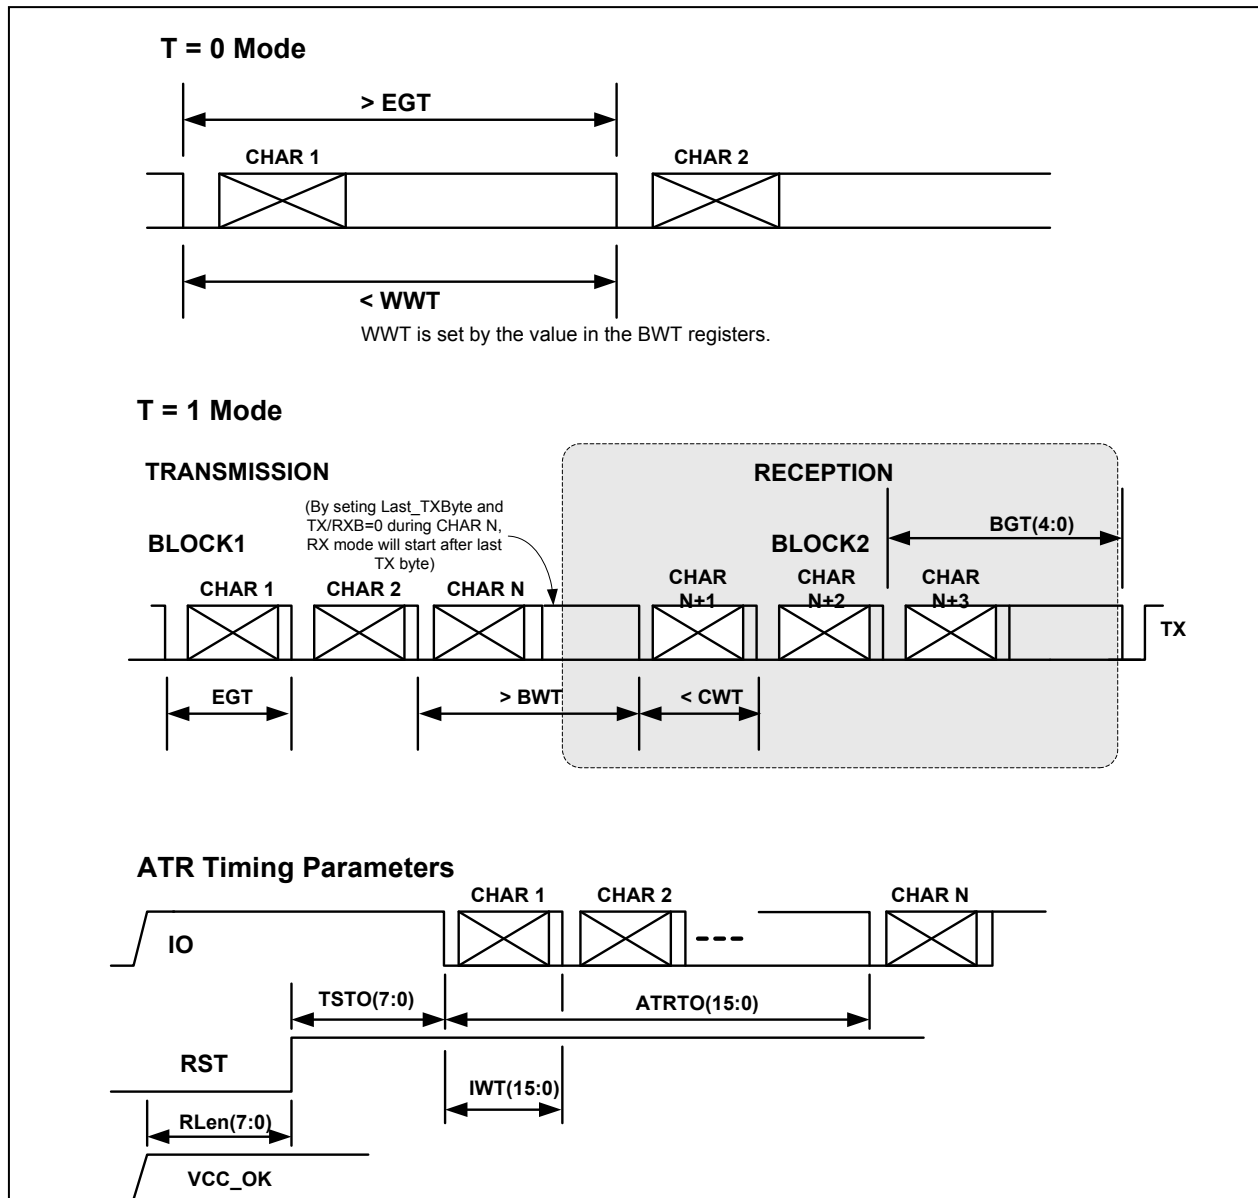 T = 0 Mode
> EGT
CHAR 1
CHAR 2
< WWT
WWT is set by the value in the BWT registers.
T = 1 Mode
TRANSMISSION
RECEPTION
(By seting Last_TXByte and
TX/RXB=0 during CHAR N,
RX mode will start after last
TX byte)
BGT(4:0)
BLOCK1
BLOCK2
CHAR 1
CHAR 2
CHAR N
CHAR
N+1
CHAR
N+2
CHAR
N+3
TX
EGT
> BWT
< CWT
ATR Timing Parameters
CHAR 1
CHAR 2
CHAR N
IO
TSTO(7:0)
ATRTO(15:0)
RST
IWT(15:0)
RLen(7:0)
VCC_OK